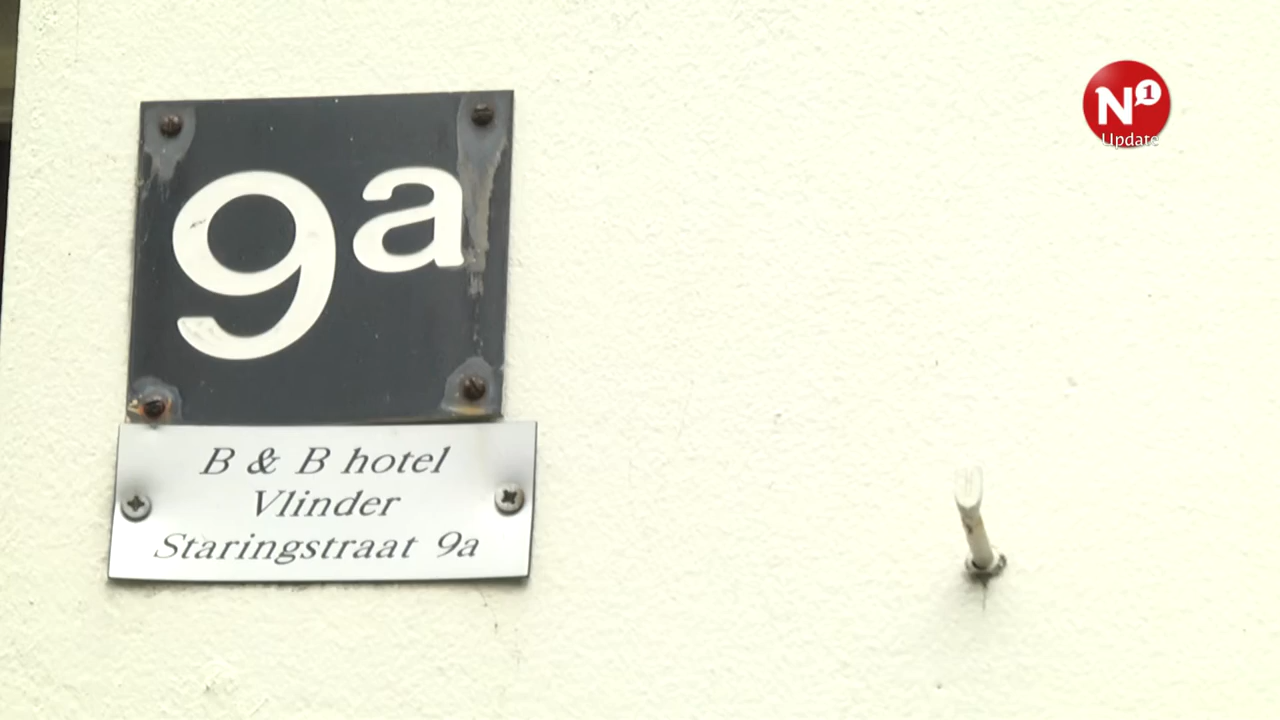 N1
Update
9a
B & B hotel
Vlinder
Staringstraat 9a